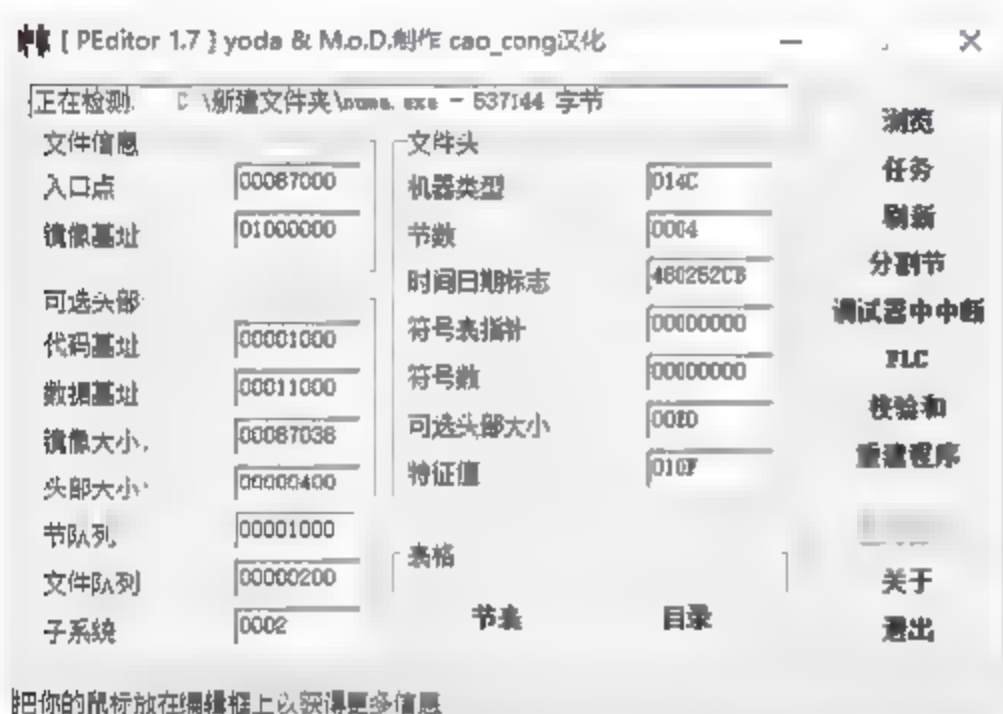 [ PEditor 1.7 ] yoda & M.o.D.制作 cao_cong汉化
正在检测. C \新建文件夹\ .exe - 537144 字节
文件信息
入口点 00087000
镜像基址 01000000
可选头部
代码基址 00001000
数据基址 00011000
镜像大小. 00087038
头部大小 00000400
节队列 00001000
文件队列 00000200
子系统 0002
文件头
机器类型 014C
节数 0004
时间日期标志
符号表指针 00000000
符号数 00000000
可选头部大小 00E0
特征值 010F
表格
节表 目录
浏览
任务
刷新
分割节
调试器中中断
FLC
校验和
重建程序
关于
退出
把你的鼠标放在编辑框上以获得更多信息